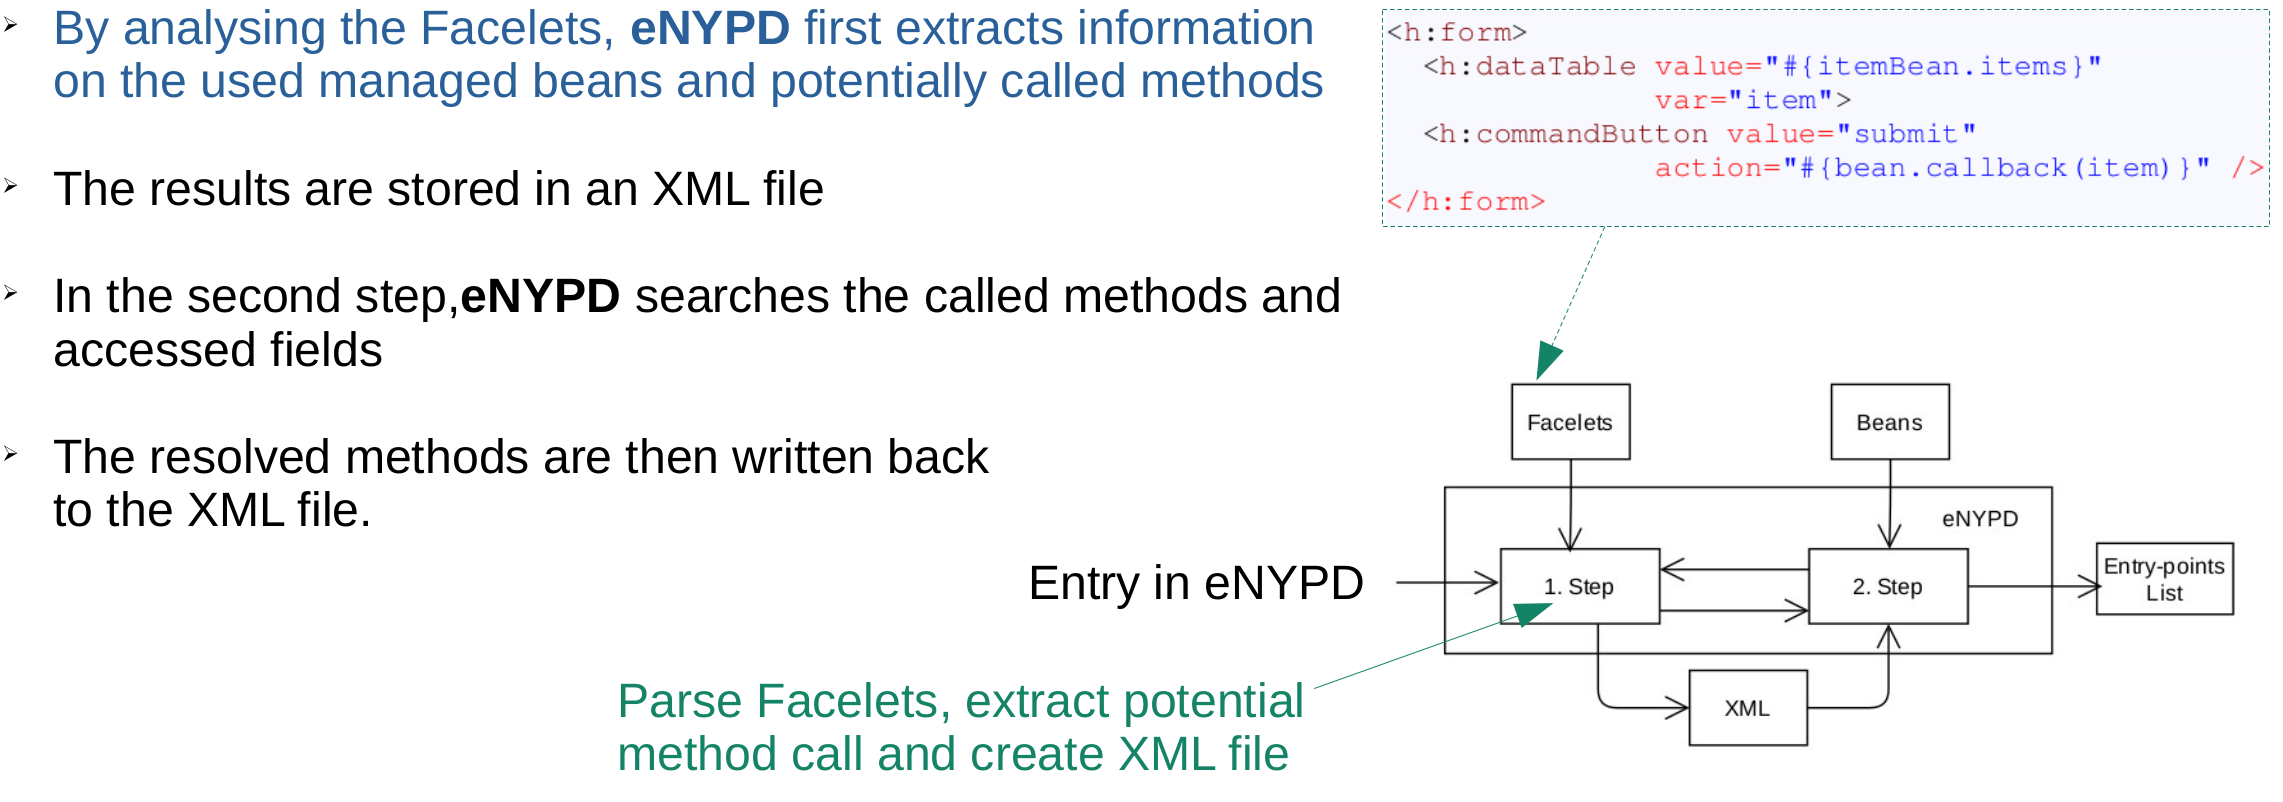 ➢ By analysing the Facelets, eNYPD first extracts information
on the used managed beans and potentially called methods
➢ The results are stored in an XML file
➢ In the second step,eNYPD searches the called methods and
accessed fields
➢ The resolved methods are then written back
to the XML file.
<h:form>
  <h:dataTable value="#{itemBean.items}"
               var="item">
  <h:commandButton value="submit"
               action="#{bean.callback(item)}" />
</h:form>
Facelets
Beans
eNYPD
Entry in eNYPD
1. Step
2. Step
Entry-points
List
XML
Parse Facelets, extract potential
method call and create XML file